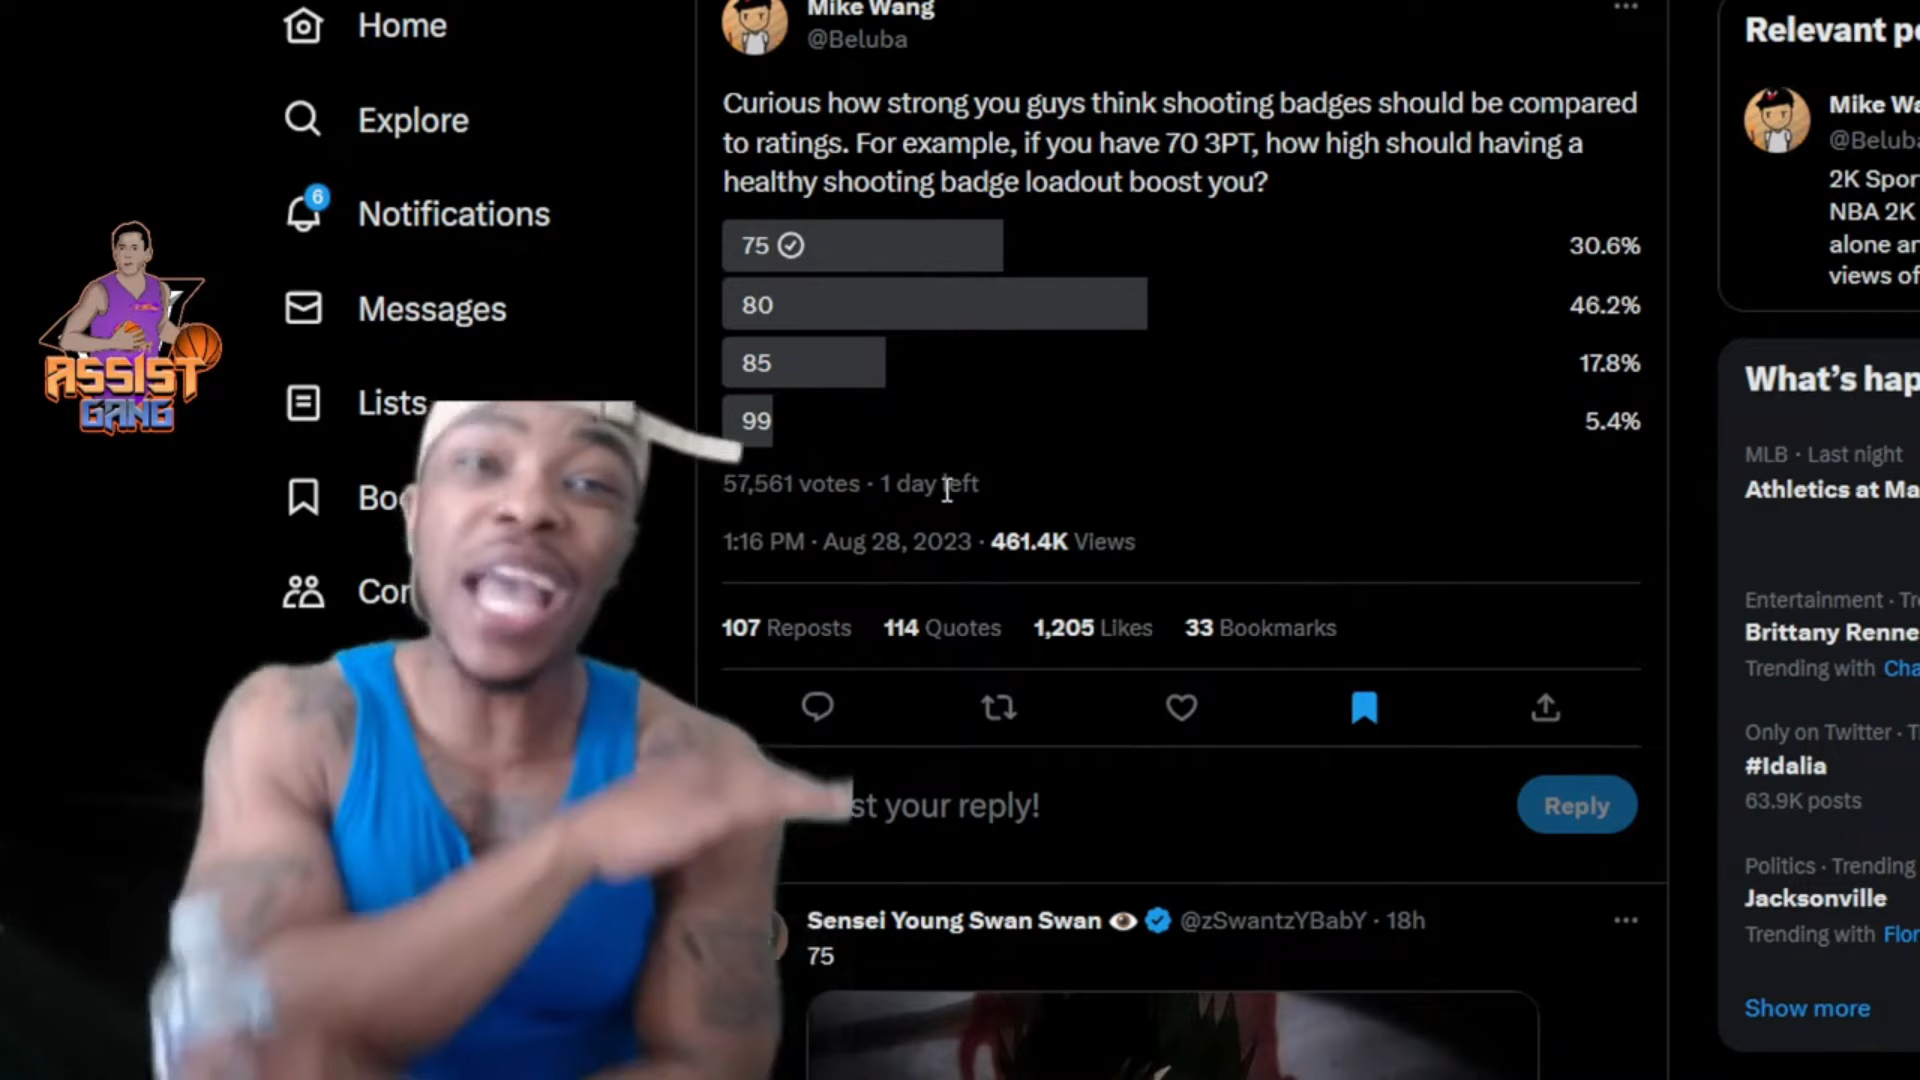 Home
Explore
6
Notifications
Messages
Lists
ASSIST
GANG
Mike Wang
@Beluba
Curious how strong you guys think shooting badges should be compared
to ratings. For example, if you have 70 3PT, how high should having a
healthy shooting badge loadout boost you?
75 30.6%
80 46.2%
85 17.8%
99 5.4%
57,561 votes · 1 day left
1:16 PM · Aug 28, 2023 · 461.4K Views
107 Reposts 114 Quotes 1,205 Likes 33 Bookmarks
st your reply!
Reply
Sensei Young Swan Swan @zSwantzYBabY · 18h
75
Relevant pe
Mike Wa
@Beluba
2K Spor
NBA 2K
alone an
views of
What's hap
MLB · Last night
Athletics at Ma
Entertainment · Tre
Brittany Renne
Trending with Cha
Only on Twitter · T
#Idalia
63.9K posts
Politics · Trending
Jacksonville
Trending with Flor
Show more